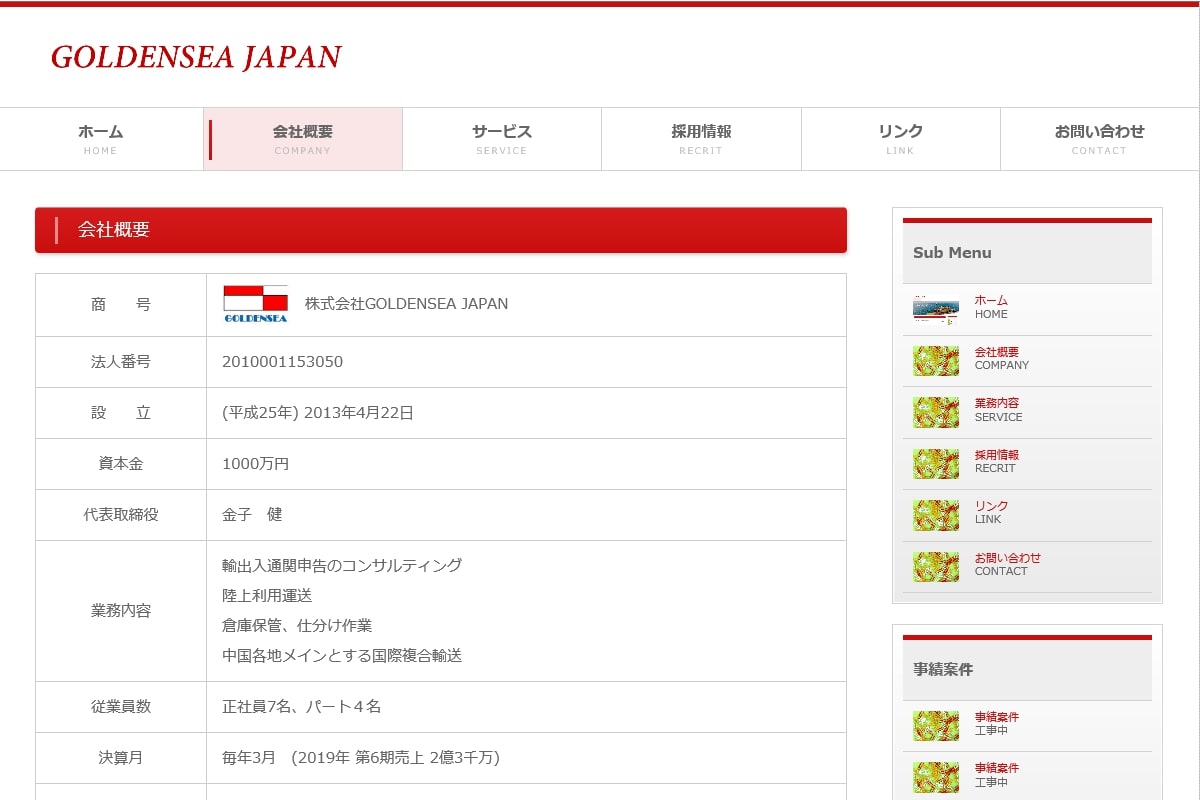 GOLDENSEA JAPAN
ホーム
HOME
会社概要
COMPANY
サービス
SERVICE
採用情報
RECRIT
リンク
LINK
お問い合わせ
CONTACT
会社概要
商　　号
GOLDENSEA
株式会社GOLDENSEA JAPAN
法人番号
2010001153050
設　　立
(平成25年) 2013年4月22日
資本金
1000万円
代表取締役
金子　健
業務内容
輸出入通関申告のコンサルティング
陸上利用運送
倉庫保管、仕分け作業
中国各地メインとする国際複合輸送
従業員数
正社員7名、パート４名
決算月
毎年3月　(2019年 第6期売上 2億3千万)
Sub Menu
ホーム
HOME
会社概要
COMPANY
業務内容
SERVICE
採用情報
RECRIT
リンク
LINK
お問い合わせ
CONTACT
事績案件
事績案件
工事中
事績案件
工事中